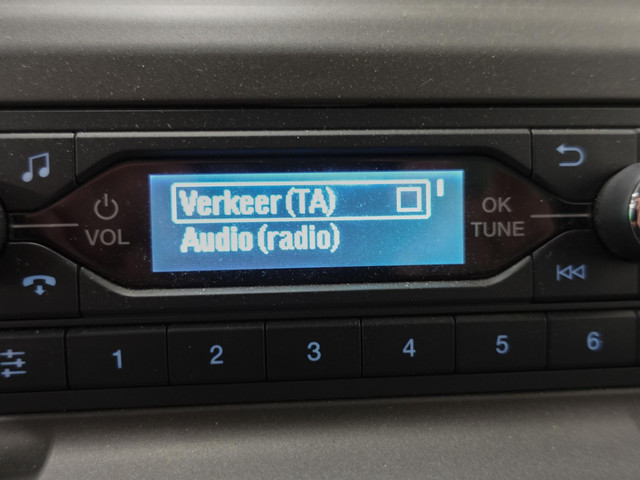 Verkeer (TA)
Audio (radio)
VOL
OK
TUNE
1 2 3 4 5 6